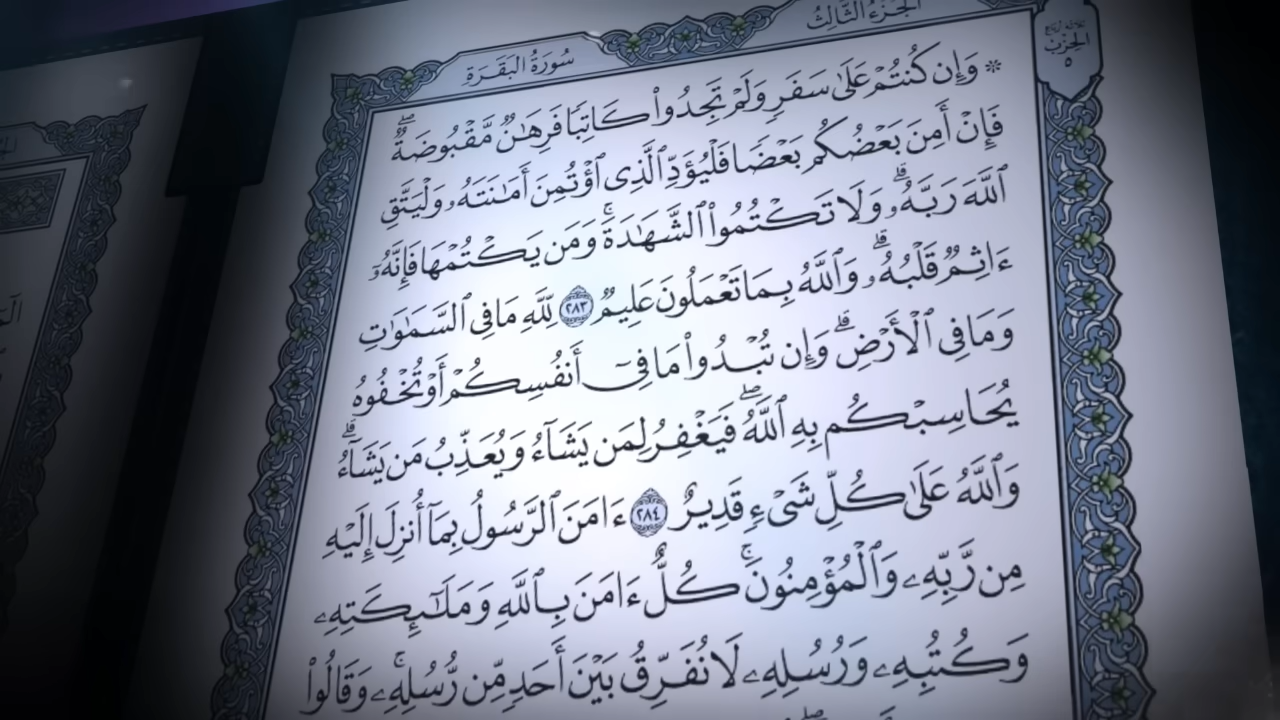 الجزء الثالث
سورة البقرة
الحزب
٥
۞ وَإِن كُنتُمْ عَلَىٰ سَفَرٍ وَلَمْ تَجِدُوا۟ كَاتِبًا فَرِهَـٰنٌ مَّقْبُوضَةٌ ۖ
فَإِنْ أَمِنَ بَعْضُكُم بَعْضًا فَلْيُؤَدِّ ٱلَّذِى ٱؤْتُمِنَ أَمَـٰنَتَهُۥ وَلْيَتَّقِ
ٱللَّهَ رَبَّهُۥ ۗ وَلَا تَكْتُمُوا۟ ٱلشَّهَـٰدَةَ ۚ وَمَن يَكْتُمْهَا فَإِنَّهُۥٓ
ءَاثِمٌ قَلْبُهُۥ ۗ وَٱللَّهُ بِمَا تَعْمَلُونَ عَلِيمٌ ٢٨٣ لِّلَّهِ مَا فِى ٱلسَّمَـٰوَٰتِ
وَمَا فِى ٱلْأَرْضِ ۗ وَإِن تُبْدُوا۟ مَا فِىٓ أَنفُسِكُمْ أَوْ تُخْفُوهُ
يُحَاسِبْكُم بِهِ ٱللَّهُ ۖ فَيَغْفِرُ لِمَن يَشَآءُ وَيُعَذِّبُ مَن يَشَآءُ ۗ
وَٱللَّهُ عَلَىٰ كُلِّ شَىْءٍ قَدِيرٌ ٢٨٤ ءَامَنَ ٱلرَّسُولُ بِمَآ أُنزِلَ إِلَيْهِ
مِن رَّبِّهِۦ وَٱلْمُؤْمِنُونَ ۚ كُلٌّ ءَامَنَ بِٱللَّهِ وَمَلَـٰٓئِكَتِهِۦ
وَكُتُبِهِۦ وَرُسُلِهِۦ لَا نُفَرِّقُ بَيْنَ أَحَدٍ مِّن رُّسُلِهِۦ ۚ وَقَالُوا۟